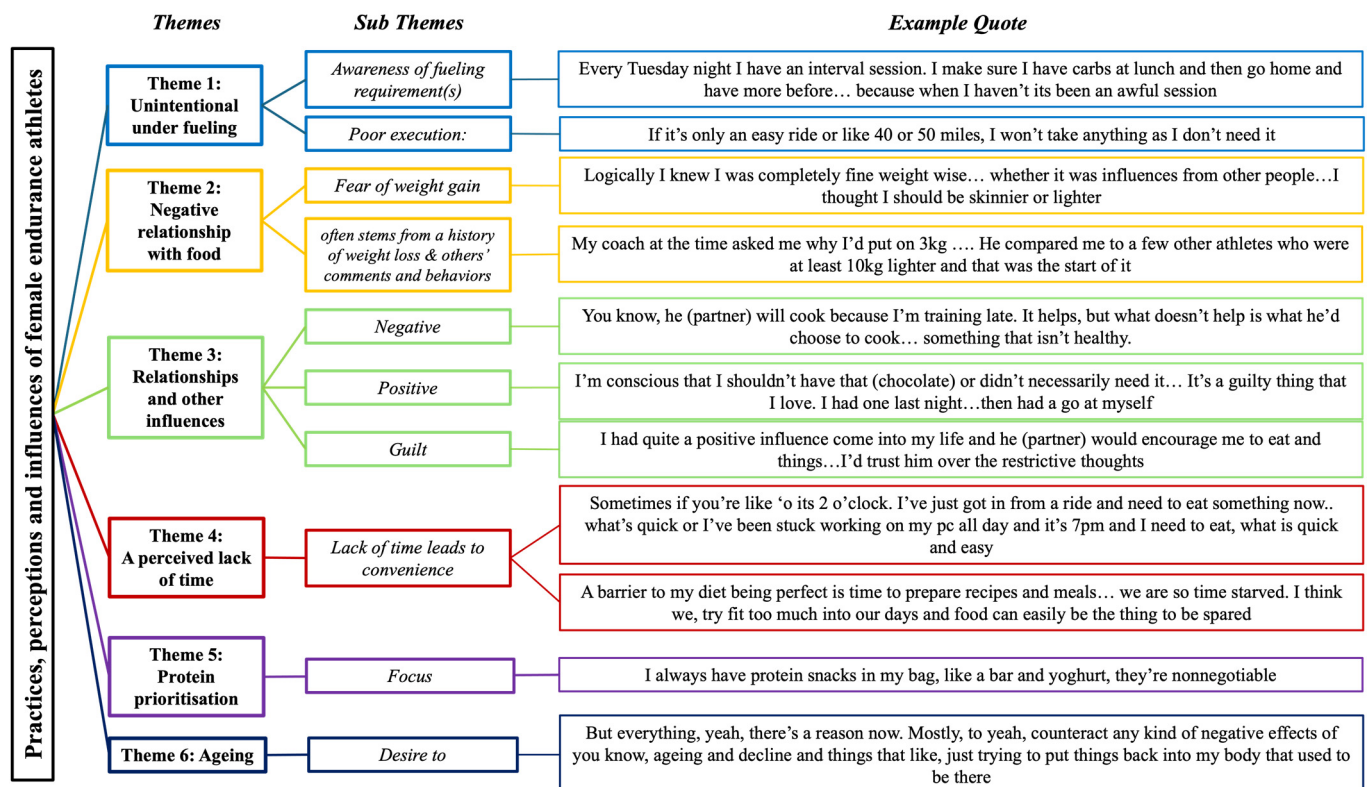 Themes
Sub Themes
Example Quote
Practices, perceptions and influences of female endurance athletes
Theme 1:
Unintentional
under fueling
Awareness of fueling
requirement(s)
Every Tuesday night I have an interval session. I make sure I have carbs at lunch and then go home and
have more before… because when I haven’t its been an awful session
Poor execution:
If it’s only an easy ride or like 40 or 50 miles, I won’t take anything as I don’t need it
Theme 2:
Negative
relationship
with food
Fear of weight gain
Logically I knew I was completely fine weight wise… whether it was influences from other people…I
thought I should be skinnier or lighter
often stems from a history
of weight loss & others’
comments and behaviors
My coach at the time asked me why I’d put on 3kg …. He compared me to a few other athletes who were
at least 10kg lighter and that was the start of it
Theme 3:
Relationships
and other
influences
Negative
You know, he (partner) will cook because I’m training late. It helps, but what doesn’t help is what he’d
choose to cook… something that isn’t healthy.
Positive
I’m conscious that I shouldn’t have that (chocolate) or didn’t necessarily need it… It’s a guilty thing that
I love. I had one last night…then had a go at myself
Guilt
I had quite a positive influence come into my life and he (partner) would encourage me to eat and
things…I’d trust him over the restrictive thoughts
Theme 4:
A perceived lack
of time
Lack of time leads to
convenience
Sometimes if you’re like ‘o its 2 o’clock. I’ve just got in from a ride and need to eat something now..
what’s quick or I’ve been stuck working on my pc all day and it’s 7pm and I need to eat, what is quick
and easy
A barrier to my diet being perfect is time to prepare recipes and meals… we are so time starved. I think
we, try fit too much into our days and food can easily be the thing to be spared
Theme 5:
Protein
prioritisation
Focus
I always have protein snacks in my bag, like a bar and yoghurt, they’re nonnegotiable
Theme 6: Ageing
Desire to
But everything, yeah, there’s a reason now. Mostly, to yeah, counteract any kind of negative effects of
you know, ageing and decline and things that like, just trying to put things back into my body that used to
be there